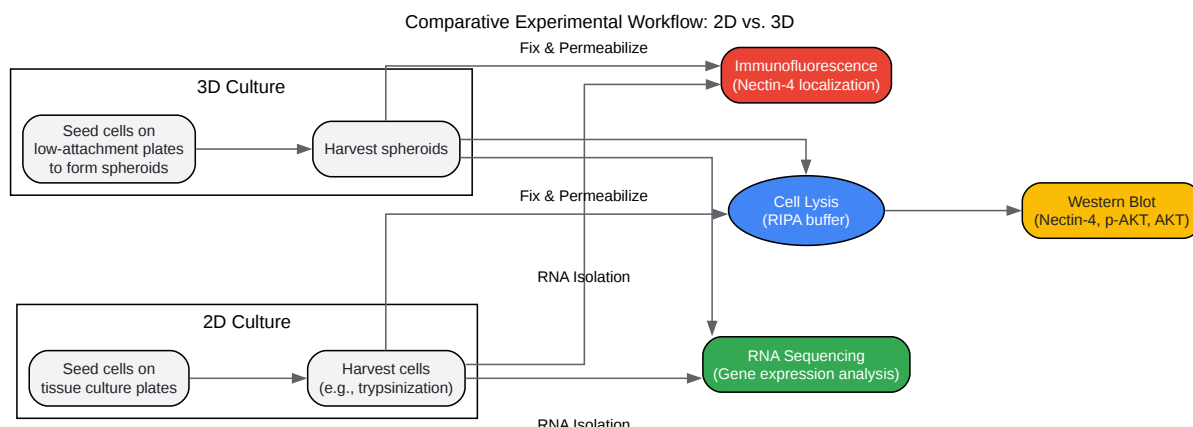 Comparative Experimental Workflow: 2D vs. 3D
Fix & Permeabilize
Immunofluorescence
(Nectin-4 localization)
3D Culture
Seed cells on
low-attachment plates
to form spheroids
Harvest spheroids
Fix & Permeabilize
Cell Lysis
(RIPA buffer)
Western Blot
(Nectin-4, p-AKT, AKT)
RNA Isolation
2D Culture
Seed cells on
tissue culture plates
Harvest cells
(e.g., trypsinization)
RNA Sequencing
(Gene expression analysis)
RNA Isolation